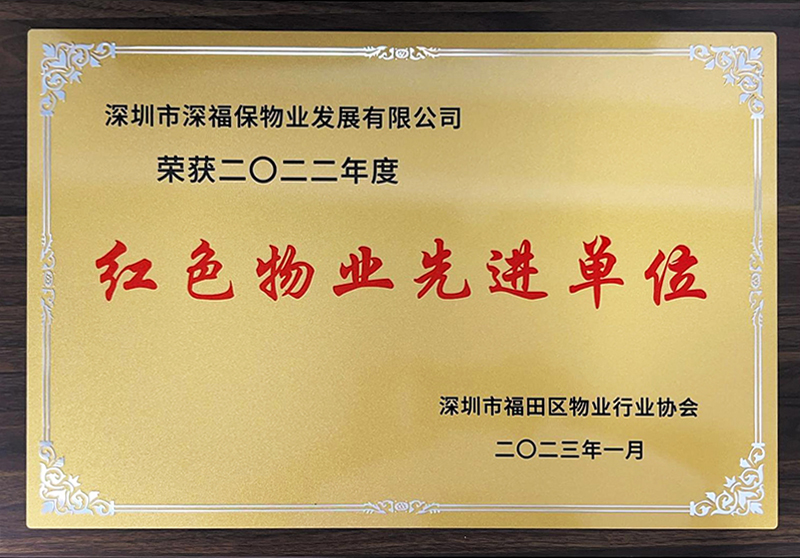 深圳市深福保物业发展有限公司
荣获二〇二二年度
红色物业先进单位
深圳市福田区物业行业协会
二〇二三年一月